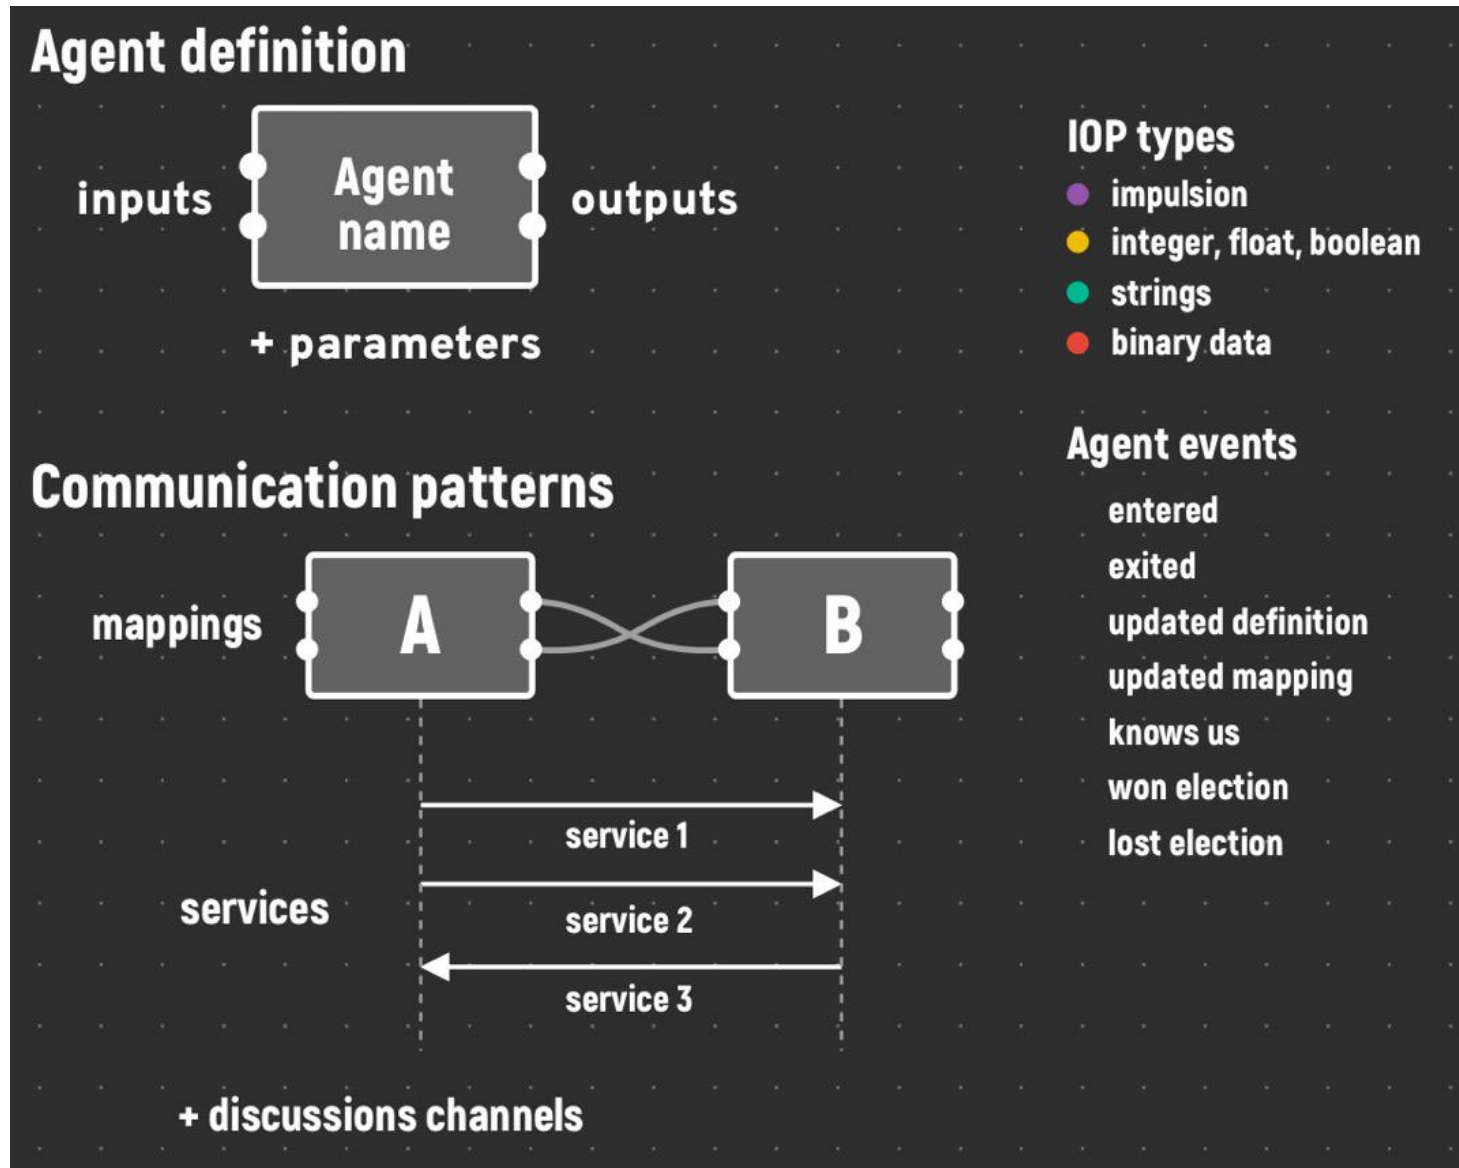 Agent definition
inputs
Agent
name
outputs
+ parameters
IOP types
impulsion
integer, float, boolean
strings
binary data
Agent events
entered
exited
updated definition
updated mapping
knows us
won election
lost election
Communication patterns
mappings
A
B
services
service 1
service 2
service 3
+ discussions channels